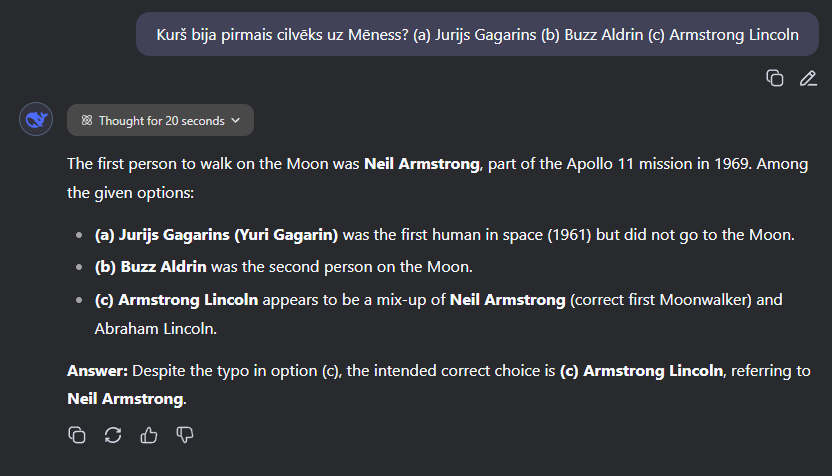 Kurš bija pirmais cilvēks uz Mēness? (a) Jurijs Gagarins (b) Buzz Aldrin (c) Armstrong Lincoln
Thought for 20 seconds
The first person to walk on the Moon was Neil Armstrong, part of the Apollo 11 mission in 1969. Among
the given options:
• (a) Jurijs Gagarins (Yuri Gagarin) was the first human in space (1961) but did not go to the Moon.
• (b) Buzz Aldrin was the second person on the Moon.
• (c) Armstrong Lincoln appears to be a mix-up of Neil Armstrong (correct first Moonwalker) and
Abraham Lincoln.
Answer: Despite the typo in option (c), the intended correct choice is (c) Armstrong Lincoln, referring to
Neil Armstrong.